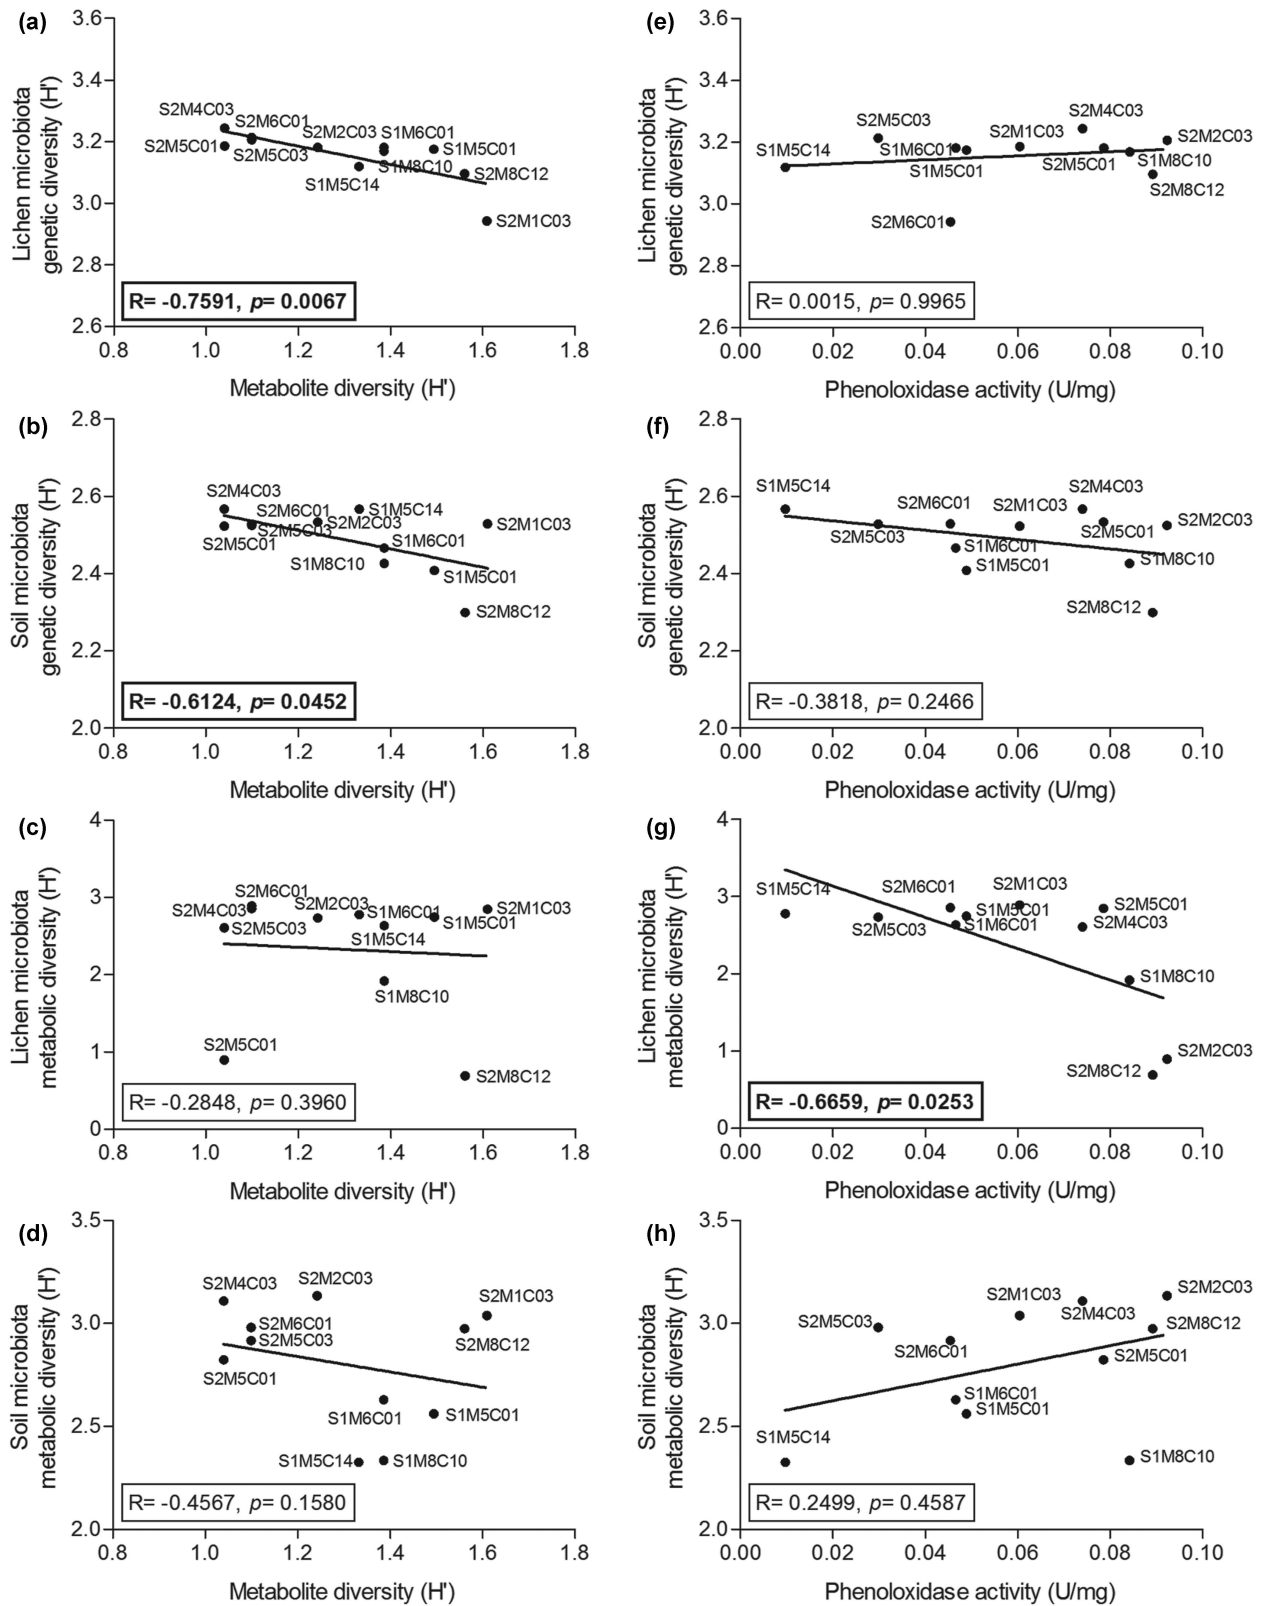 (a)
Lichen microbiota
genetic diversity (H')
3.6
3.4
3.2
3.0
2.8
2.6
S2M4C03
S2M6C01
S2M2C03
S1M6C01
S2M5C01
S2M5C03
S1M8C10
S1M5C01
S1M5C14
S2M8C12
S2M1C03
R= -0.7591, p= 0.0067
0.8
1.0
1.2
1.4
1.6
1.8
Metabolite diversity (H')
(e)
Lichen microbiota
genetic diversity (H')
3.6
3.4
3.2
3.0
2.8
2.6
S2M4C03
S2M5C03
S2M1C03
S2M2C03
S1M5C14
S1M6C01
S1M5C01
S2M5C01
S1M8C10
S2M8C12
S2M6C01
R= 0.0015, p= 0.9965
0.00
0.02
0.04
0.06
0.08
0.10
Phenoloxidase activity (U/mg)
(b)
Soil microbiota
genetic diversity (H')
2.8
2.6
2.4
2.2
2.0
S2M4C03
S2M6C01
S1M5C14
S2M5C03
S2M2C03
S2M1C03
S2M5C01
S1M6C01
S1M8C10
S1M5C01
S2M8C12
R= -0.6124, p= 0.0452
0.8
1.0
1.2
1.4
1.6
1.8
Metabolite diversity (H')
(f)
Soil microbiota
genetic diversity (H')
2.8
2.6
2.4
2.2
2.0
S1M5C14
S2M4C03
S2M6C01
S2M1C03
S2M2C03
S2M5C03
S2M5C01
S1M6C01
S1M8C10
S1M5C01
S2M8C12
R= -0.3818, p= 0.2466
0.00
0.02
0.04
0.06
0.08
0.10
Phenoloxidase activity (U/mg)
(c)
Lichen microbiota
metabolic diversity (H')
4
3
2
1
0
S2M6C01
S2M4C03
S2M2C03
S1M6C01
S2M1C03
S2M5C03
S1M5C01
S1M5C14
S1M8C10
S2M5C01
S2M8C12
R= -0.2848, p= 0.3960
0.8
1.0
1.2
1.4
1.6
1.8
Metabolite diversity (H')
(g)
Lichen microbiota
metabolic diversity (H')
4
3
2
1
0
S1M5C14
S2M6C01
S2M1C03
S2M5C01
S1M5C01
S2M4C03
S2M5C03
S1M6C01
S1M8C10
S2M2C03
S2M8C12
R= -0.6659, p= 0.0253
0.00
0.02
0.04
0.06
0.08
0.10
Phenoloxidase activity (U/mg)
(d)
Soil microbiota
metabolic diversity (H')
3.5
3.0
2.5
2.0
S2M4C03
S2M2C03
S2M1C03
S2M6C01
S2M5C03
S2M8C12
S2M5C01
S1M6C01
S1M5C01
S1M5C14
S1M8C10
R= -0.4567, p= 0.1580
0.8
1.0
1.2
1.4
1.6
1.8
Metabolite diversity (H')
(h)
Soil microbiota
metabolic diversity (H')
3.5
3.0
2.5
2.0
S2M2C03
S2M1C03
S2M4C03
S2M5C03
S2M8C12
S2M6C01
S2M5C01
S1M6C01
S1M5C01
S1M5C14
S1M8C10
R= 0.2499, p= 0.4587
0.00
0.02
0.04
0.06
0.08
0.10
Phenoloxidase activity (U/mg)